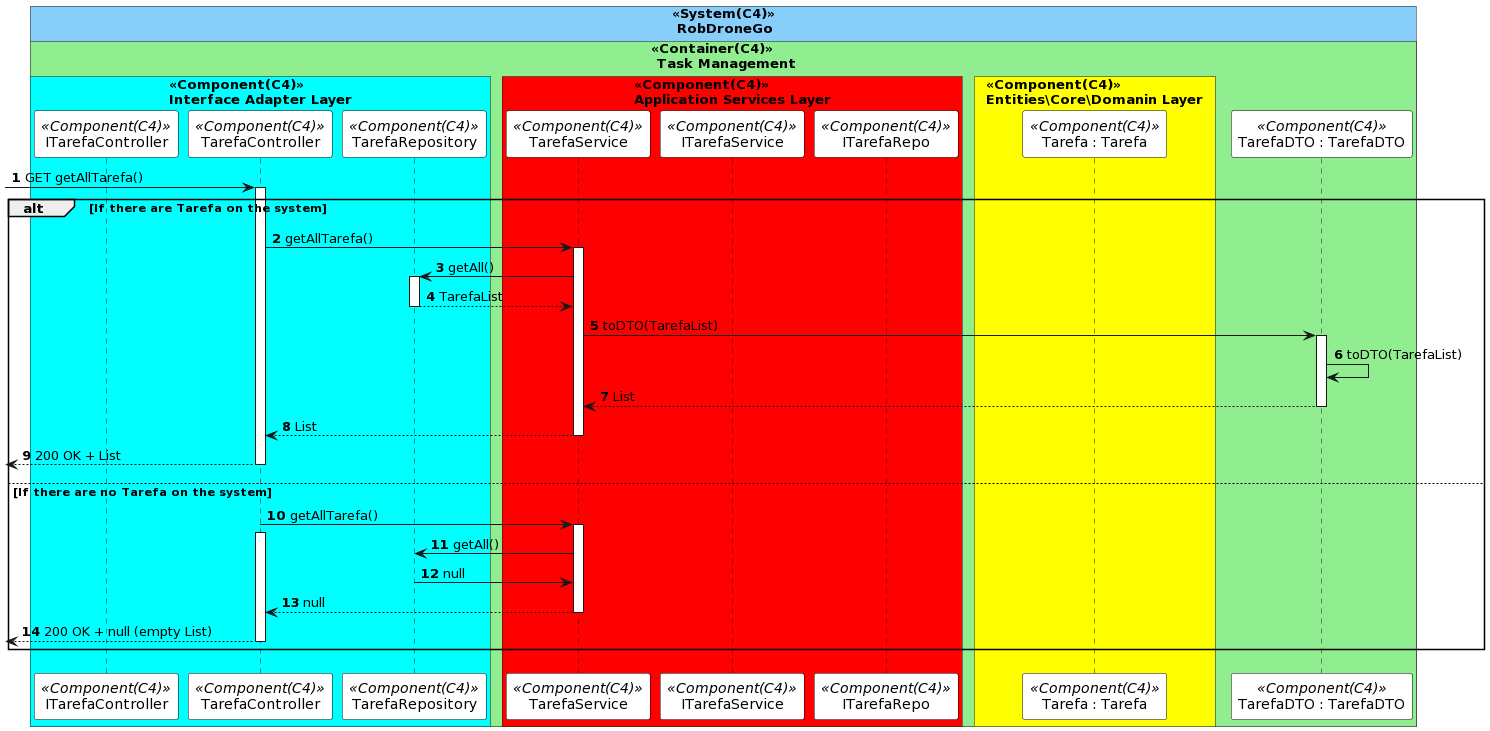 «System(C4)»
RobDroneGo
«Container(C4)»
Task Management
«Component(C4)»
Interface Adapter Layer
«Component(C4)»
Application Services Layer
«Component(C4)»
Entities\Core\Domanin Layer
«Component(C4)»
ITarefaController
«Component(C4)»
TarefaController
«Component(C4)»
TarefaRepository
«Component(C4)»
TarefaService
«Component(C4)»
ITarefaService
«Component(C4)»
ITarefaRepo
«Component(C4)»
Tarefa : Tarefa
«Component(C4)»
TarefaDTO : TarefaDTO
1 GET getAllTarefa()
alt [If there are Tarefa on the system]
2 getAllTarefa()
3 getAll()
4 TarefaList
5 toDTO(TarefaList)
6 toDTO(TarefaList)
7 List
8 List
9 200 OK + List
[If there are no Tarefa on the system]
10 getAllTarefa()
11 getAll()
12 null
13 null
14 200 OK + null (empty List)
«Component(C4)»
ITarefaController
«Component(C4)»
TarefaController
«Component(C4)»
TarefaRepository
«Component(C4)»
TarefaService
«Component(C4)»
ITarefaService
«Component(C4)»
ITarefaRepo
«Component(C4)»
Tarefa : Tarefa
«Component(C4)»
TarefaDTO : TarefaDTO